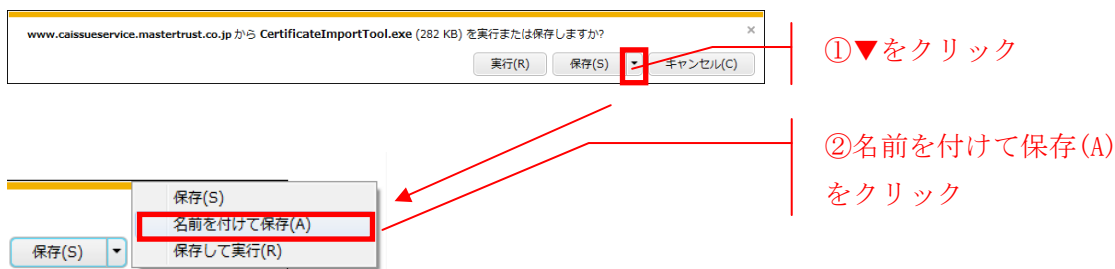 www.caissueservice.mastertrust.co.jp から CertificateImportTool.exe (282 KB) を実行または保存しますか? ×
実行(R) 保存(S) ▼ キャンセル(C)
①▼をクリック
②名前を付けて保存(A)
をクリック
保存(S)
名前を付けて保存(A)
保存して実行(R)
保存(S) ▼